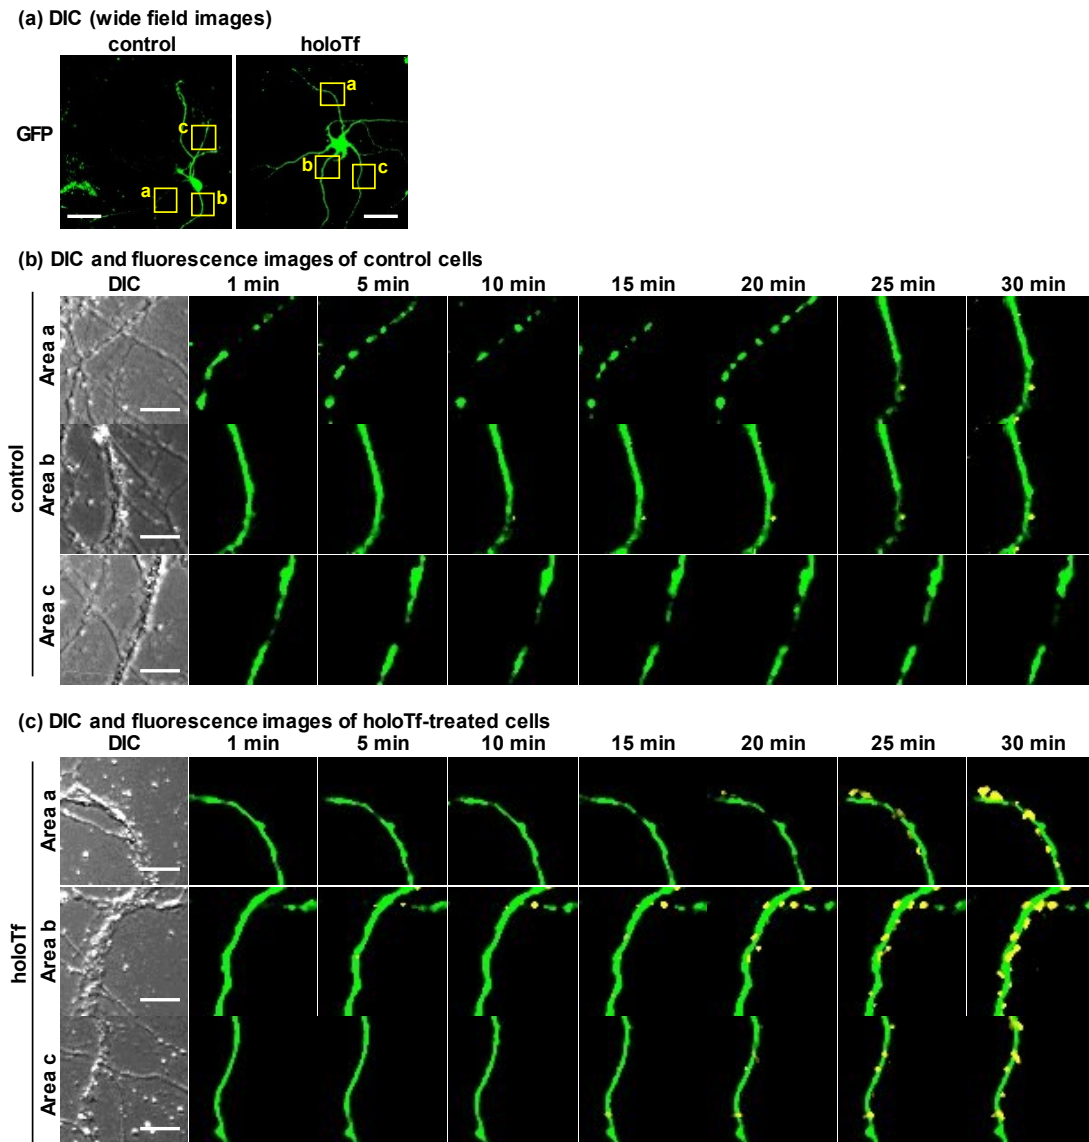 (a) DIC (wide field images)
control holoTf
GFP
a
b
c
a
b
c
(b) DIC and fluorescence images of control cells
DIC 1 min 5 min 10 min 15 min 20 min 25 min 30 min
control
Area a
Area b
Area c
(c) DIC and fluorescence images of holoTf-treated cells
DIC 1 min 5 min 10 min 15 min 20 min 25 min 30 min
holoTf
Area a
Area b
Area c